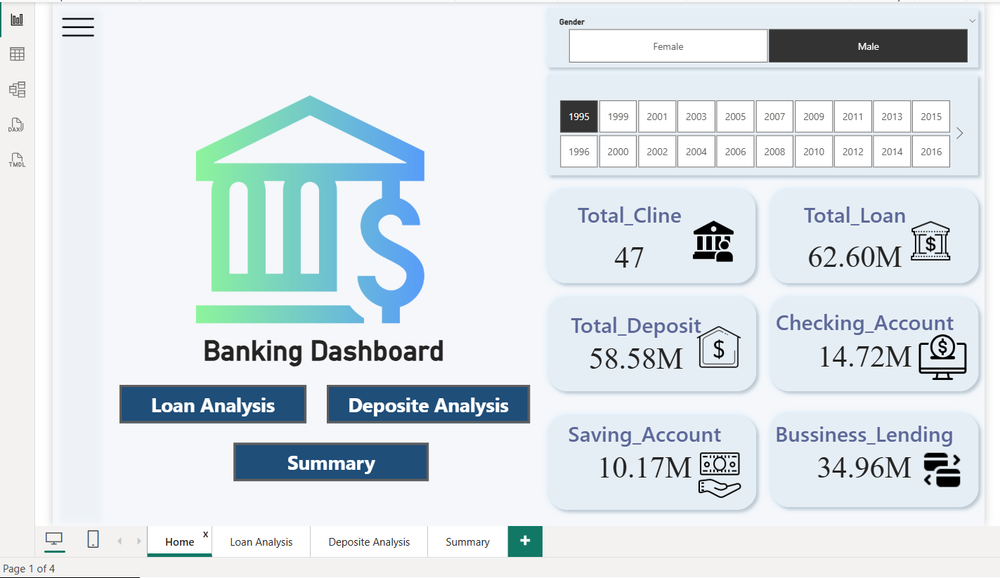 Gender
Female
Male
1995 1999 2001 2003 2005 2007 2009 2011 2013 2015
1996 2000 2002 2004 2006 2008 2010 2012 2014 2016
DAX
TMDL
Banking Dashboard
Loan Analysis
Deposite Analysis
Summary
Total_Cline
47
Total_Loan
62.60M
$
Total_Deposit
58.58M
$
Checking_Account
14.72M
$
Saving_Account
10.17M
Bussiness_Lending
34.96M
Home x
Loan Analysis
Deposite Analysis
Summary
+
Page 1 of 4